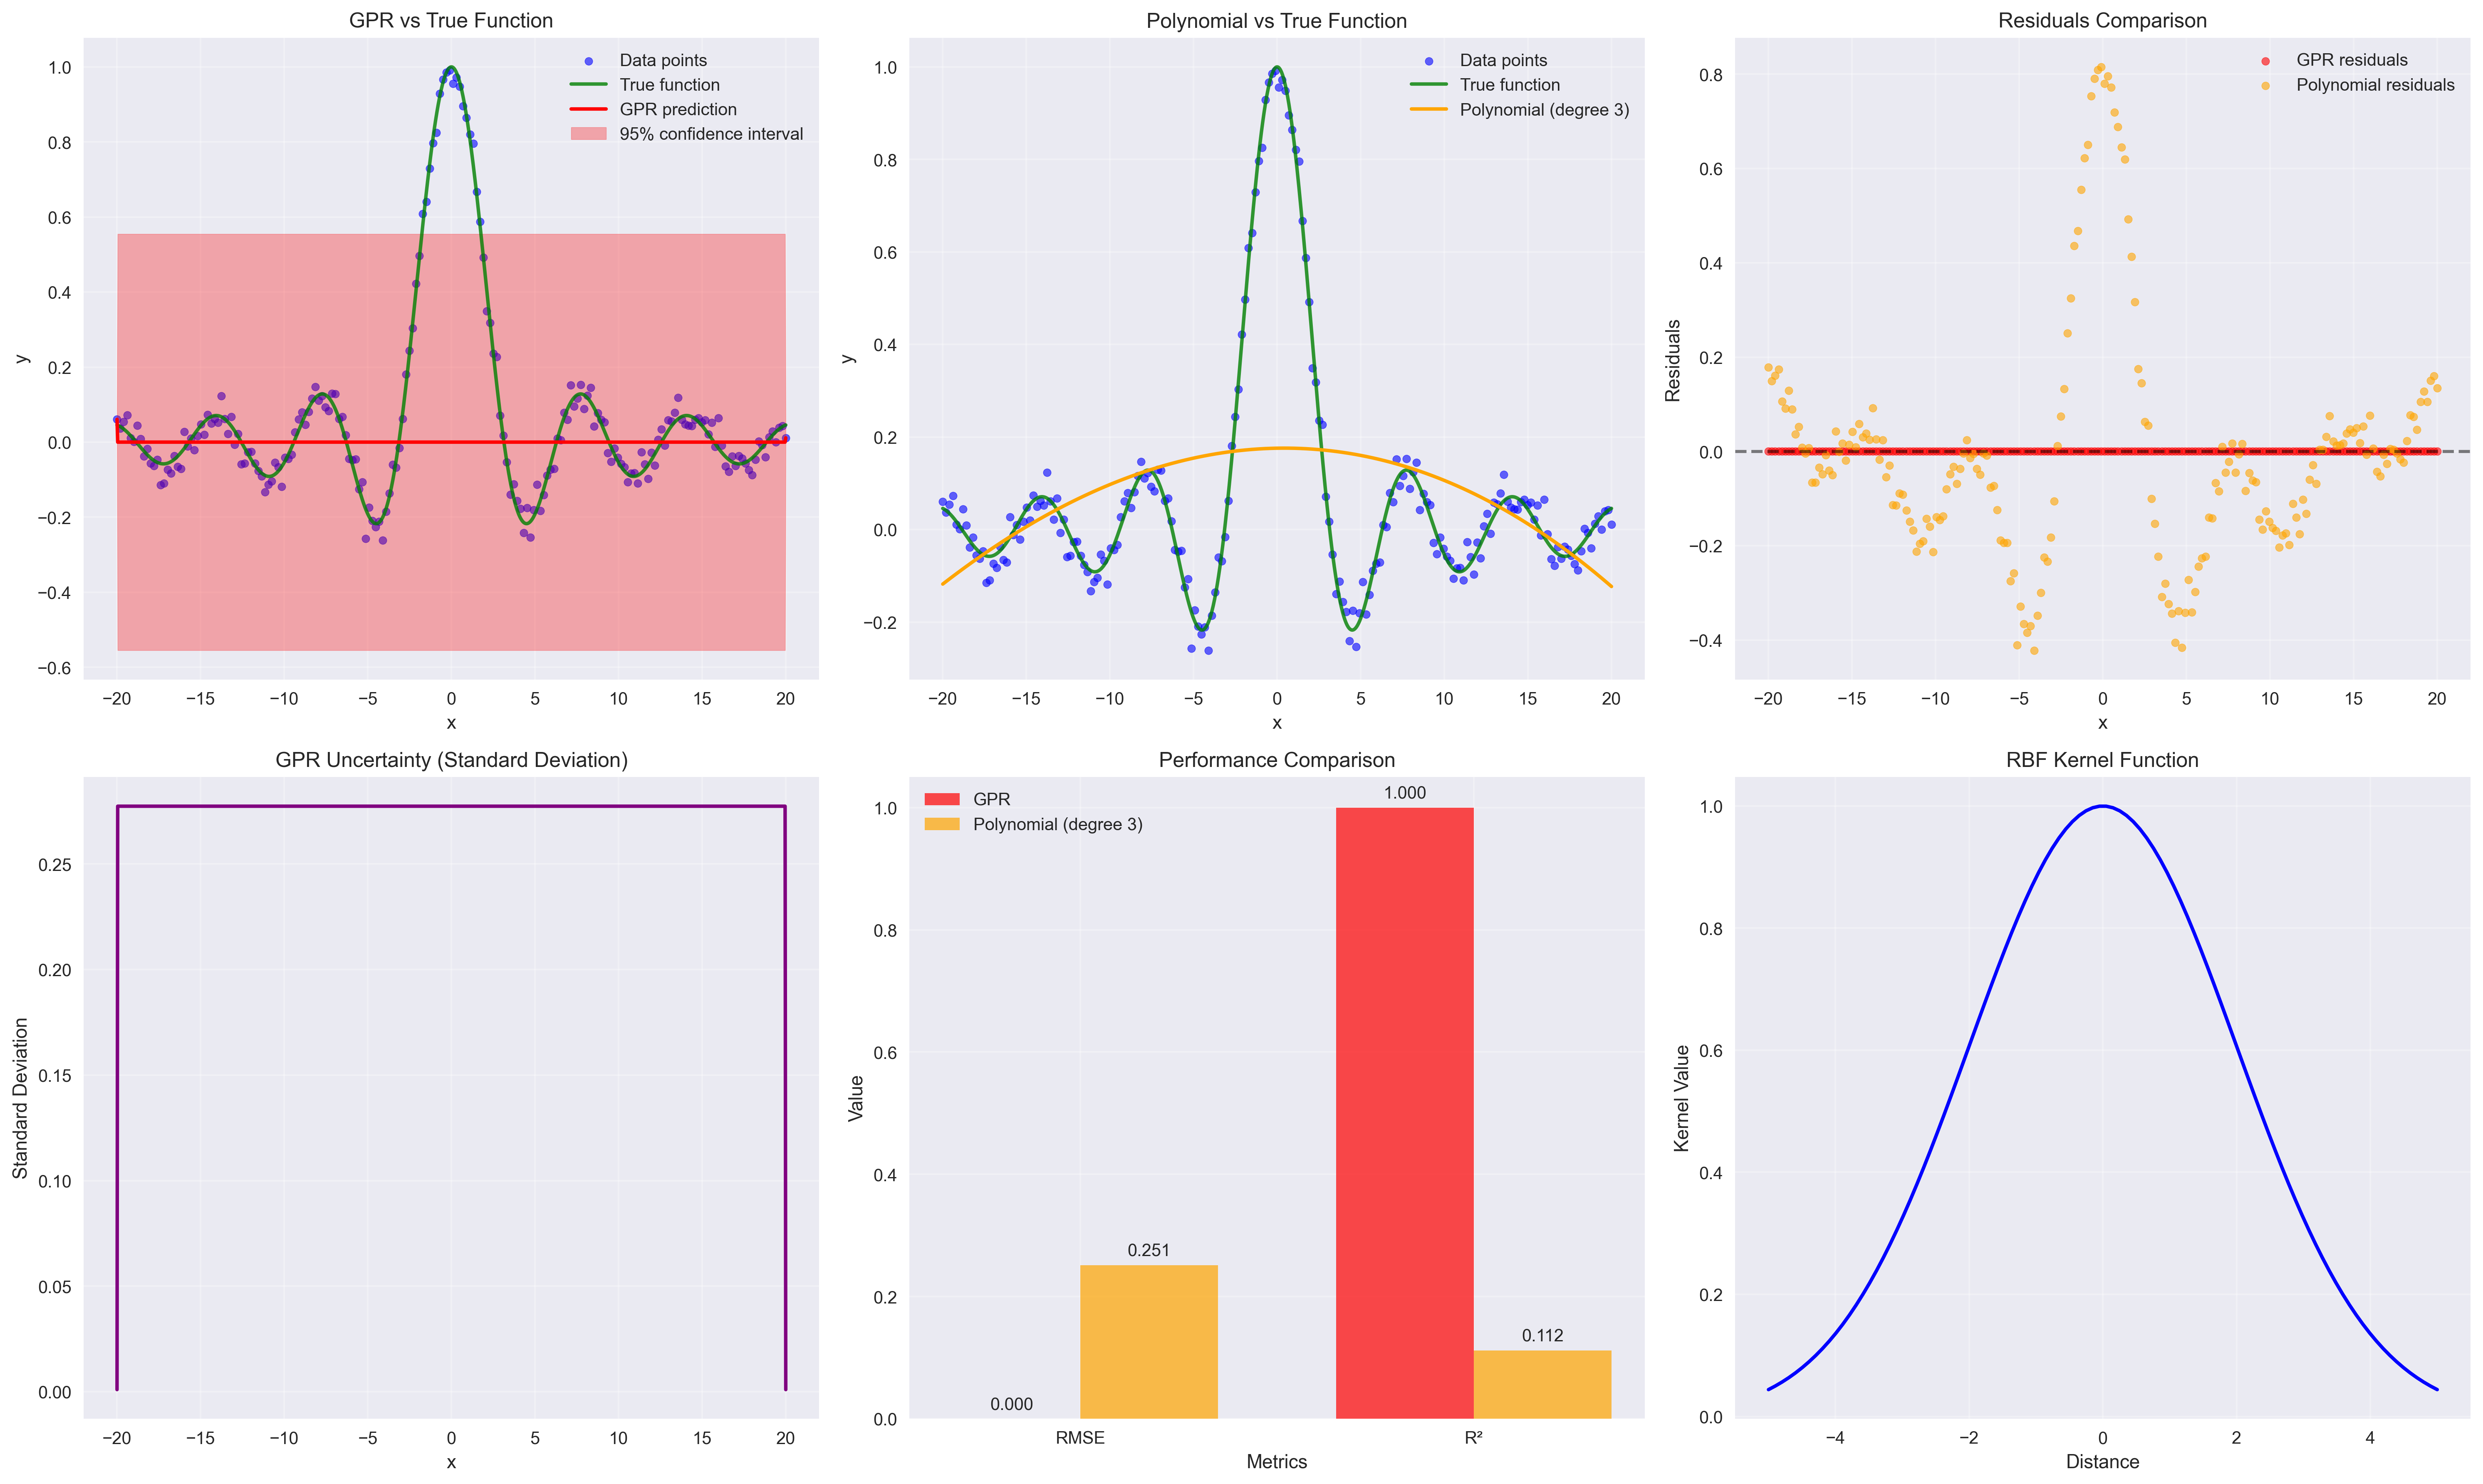 GPR vs True Function
Data points
True function
GPR prediction
95% confidence interval
1.0
0.8
0.6
0.4
0.2
0.0
−0.2
−0.4
−0.6
y
−20 −15 −10 −5 0 5 10 15 20
x
Polynomial vs True Function
Data points
True function
Polynomial (degree 3)
1.0
0.8
0.6
0.4
0.2
0.0
−0.2
y
−20 −15 −10 −5 0 5 10 15 20
x
Residuals Comparison
GPR residuals
Polynomial residuals
0.8
0.6
0.4
0.2
0.0
−0.2
−0.4
Residuals
−20 −15 −10 −5 0 5 10 15 20
x
GPR Uncertainty (Standard Deviation)
0.25
0.20
0.15
0.10
0.05
0.00
Standard Deviation
−20 −15 −10 −5 0 5 10 15 20
x
Performance Comparison
GPR
Polynomial (degree 3)
1.000
0.251
0.112
0.000
1.0
0.8
0.6
0.4
0.2
0.0
Value
RMSE R²
Metrics
RBF Kernel Function
1.0
0.8
0.6
0.4
0.2
0.0
Kernel Value
−4 −2 0 2 4
Distance